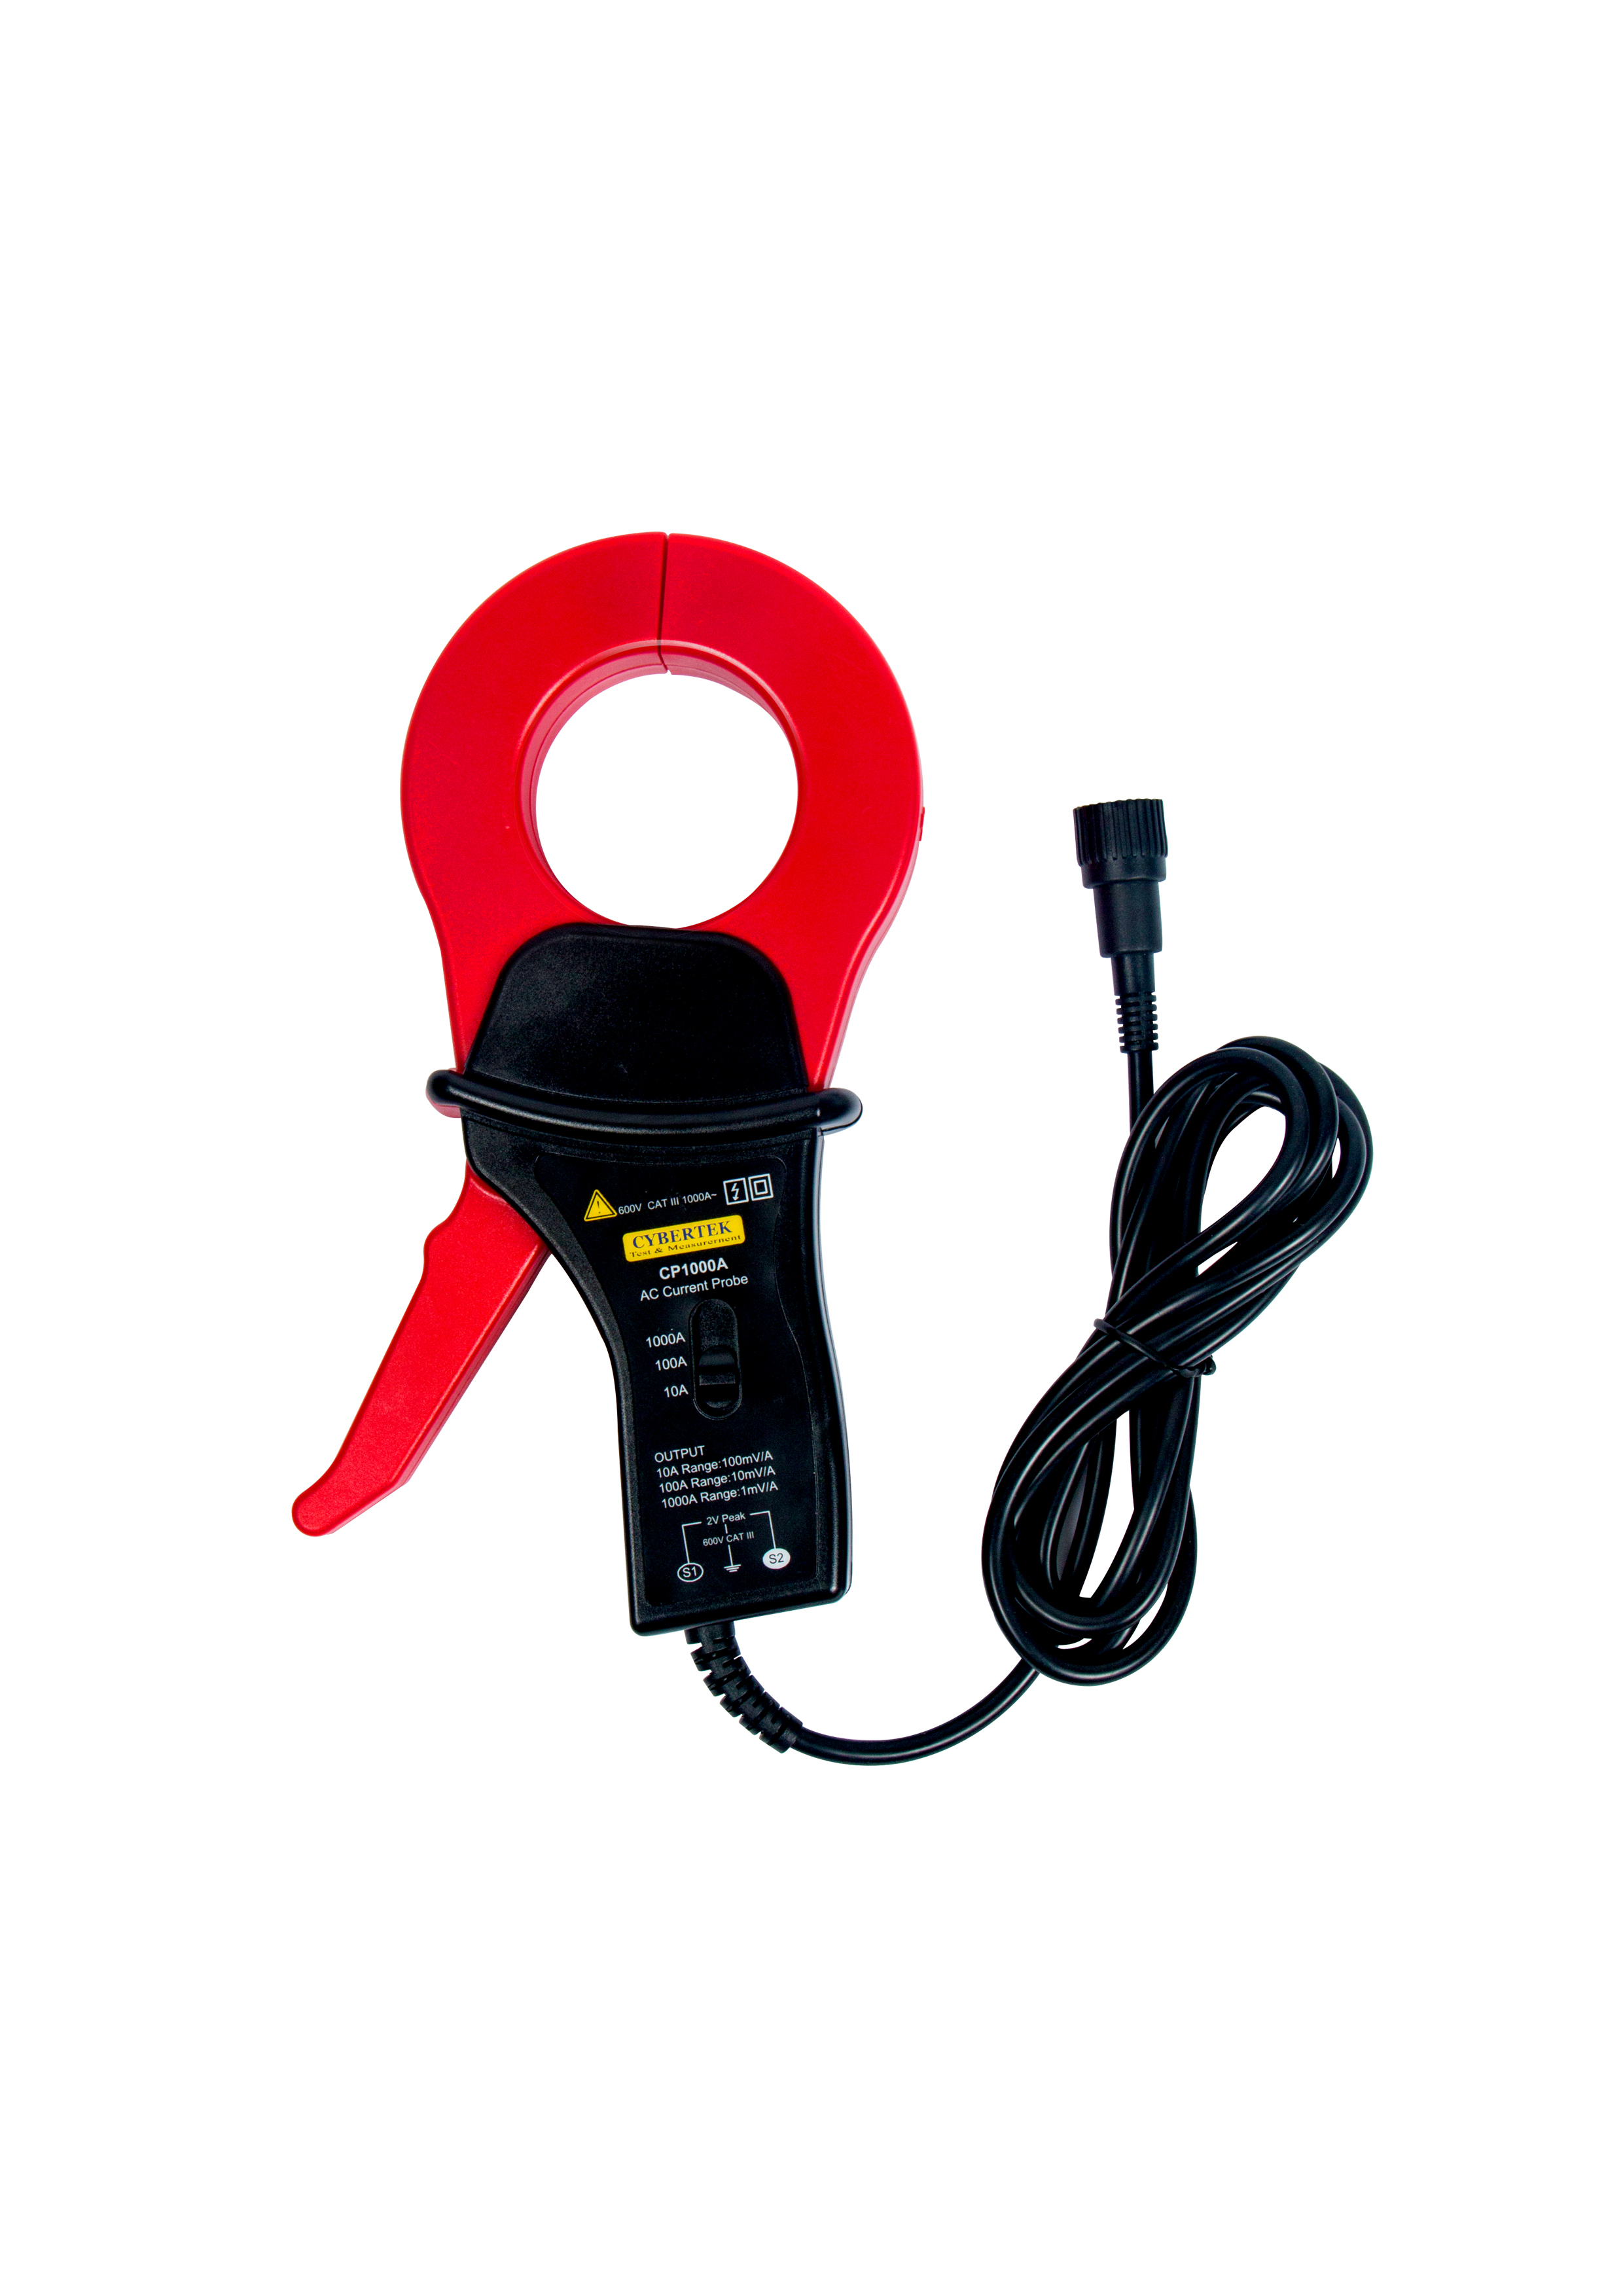 600V CAT III 1000A~
CYBERTEK
Test & Measurement
CP1000A
AC Current Probe
1000A
100A
10A
OUTPUT
10A Range:100mV/A
100A Range:10mV/A
1000A Range:1mV/A
2V Peak
600V CAT III
S1 S2